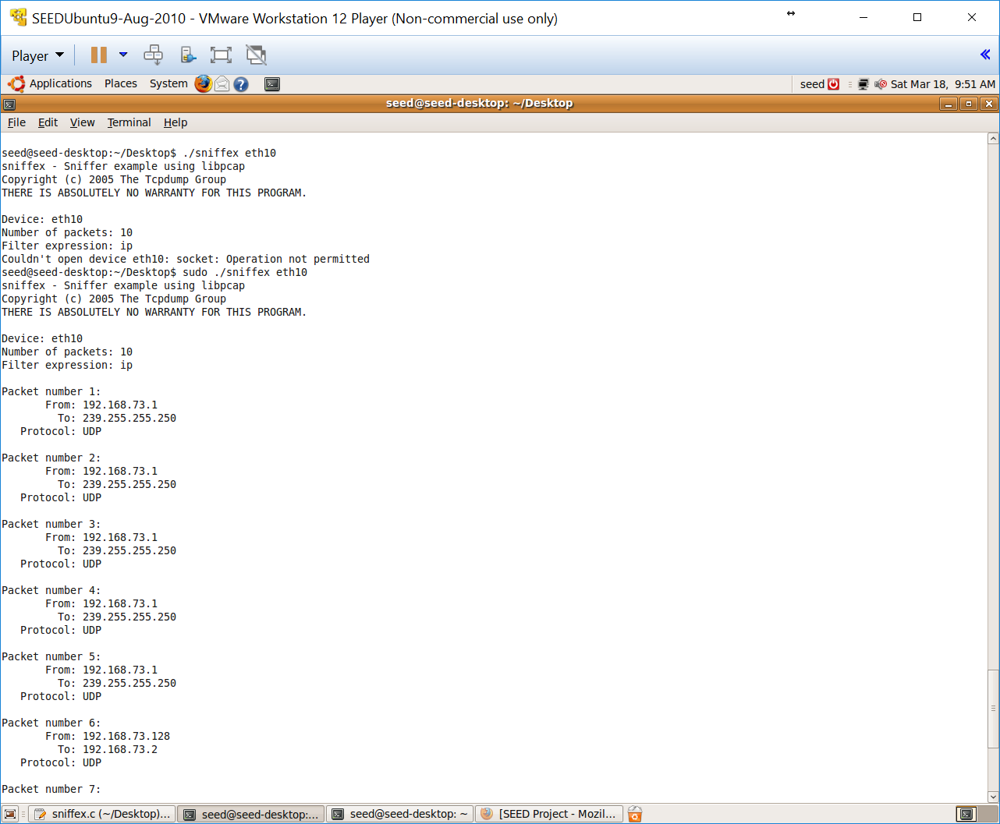 SEEDUbuntu9-Aug-2010 - VMware Workstation 12 Player (Non-commercial use only)
Player
Applications Places System seed Sat Mar 18, 9:51 AM
seed@seed-desktop: ~/Desktop
File Edit View Terminal Help
seed@seed-desktop:~/Desktop$ ./sniffex eth10
sniffex - Sniffer example using libpcap
Copyright (c) 2005 The Tcpdump Group
THERE IS ABSOLUTELY NO WARRANTY FOR THIS PROGRAM.
Device: eth10
Number of packets: 10
Filter expression: ip
Couldn't open device eth10: socket: Operation not permitted
seed@seed-desktop:~/Desktop$ sudo ./sniffex eth10
sniffex - Sniffer example using libpcap
Copyright (c) 2005 The Tcpdump Group
THERE IS ABSOLUTELY NO WARRANTY FOR THIS PROGRAM.
Device: eth10
Number of packets: 10
Filter expression: ip
Packet number 1:
From: 192.168.73.1
To: 239.255.255.250
Protocol: UDP
Packet number 2:
From: 192.168.73.1
To: 239.255.255.250
Protocol: UDP
Packet number 3:
From: 192.168.73.1
To: 239.255.255.250
Protocol: UDP
Packet number 4:
From: 192.168.73.1
To: 239.255.255.250
Protocol: UDP
Packet number 5:
From: 192.168.73.1
To: 239.255.255.250
Protocol: UDP
Packet number 6:
From: 192.168.73.128
To: 192.168.73.2
Protocol: UDP
Packet number 7:
sniffex.c (~/Desktop)... seed@seed-desktop:... seed@seed-desktop: ~ [SEED Project - Mozil...